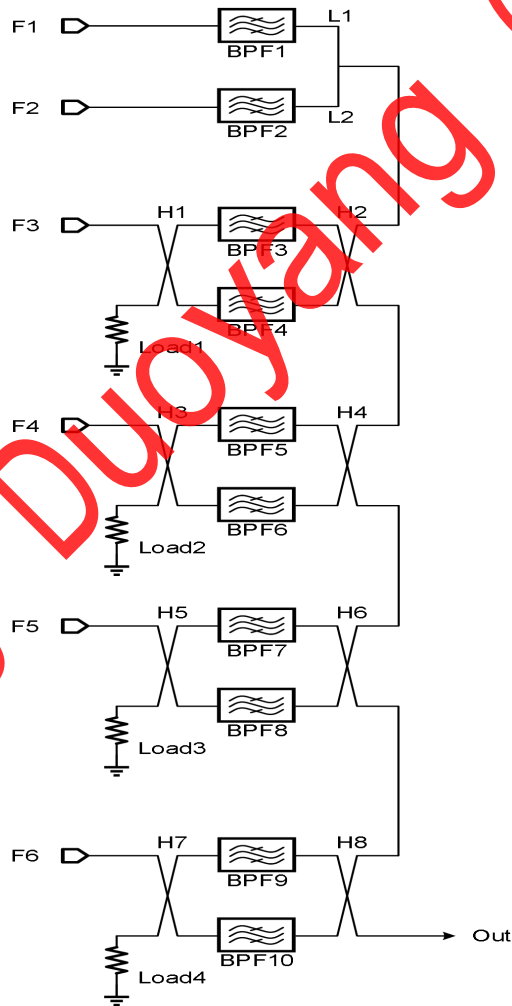 F1
L1
BPF1
F2
L2
BPF2
F3
H1
H2
BPF3
BPF4
Load1
F4
H3
H4
BPF5
BPF6
Load2
F5
H5
H6
BPF7
BPF8
Load3
F6
H7
H8
BPF9
Out
BPF10
Load4
Duoyang